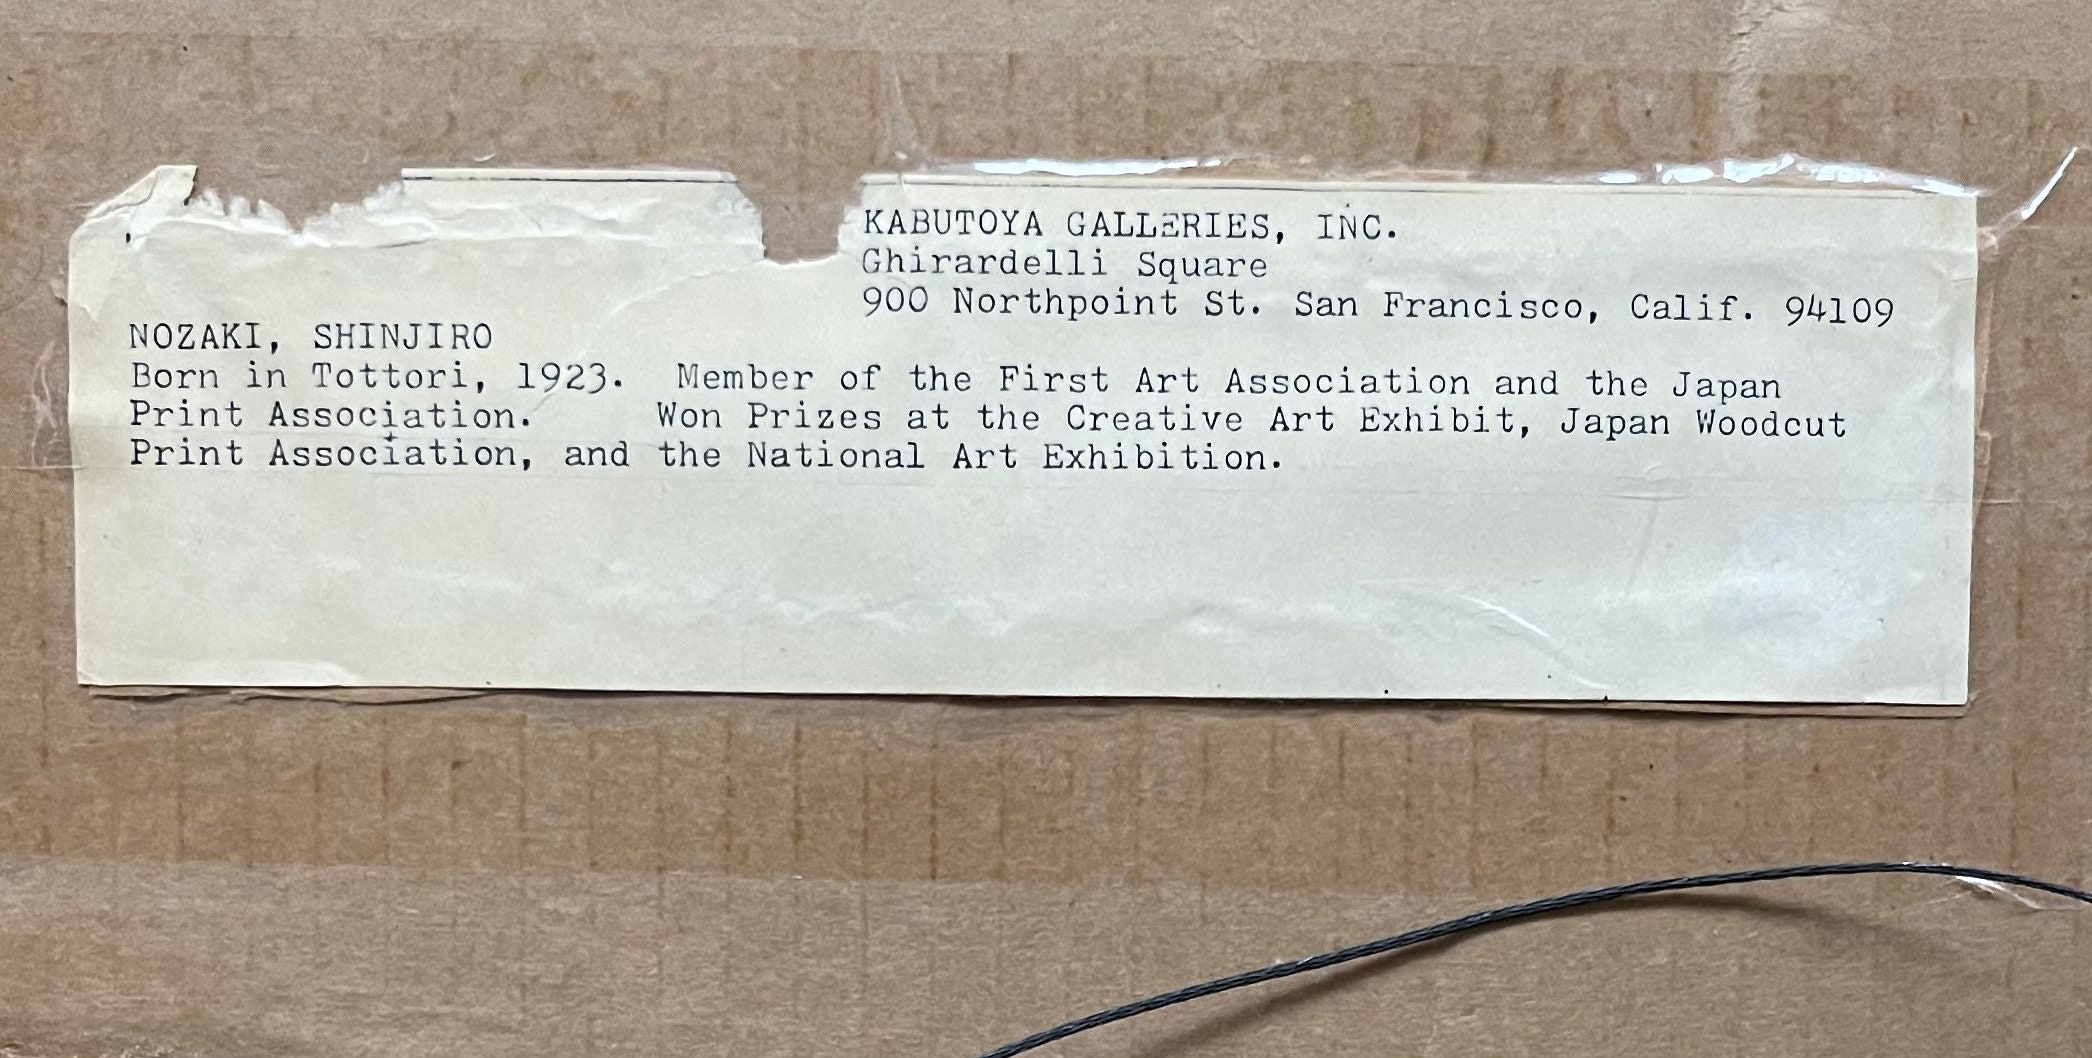 KABUTOYA GALLERIES, INC.
Ghirardelli Square
900 Northpoint St. San Francisco, Calif. 94109
NOZAKI, SHINJIRO
Born in Tottori, 1923. Member of the First Art Association and the Japan
Print Association. Won Prizes at the Creative Art Exhibit, Japan Woodcut
Print Association, and the National Art Exhibition.